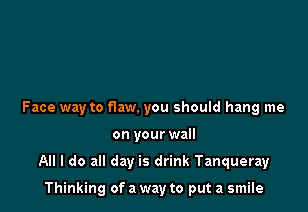 Face way to flaw, you should hang me
on your wall
All I do all day is drink Tanqueray
Thinking of a way to put a smile